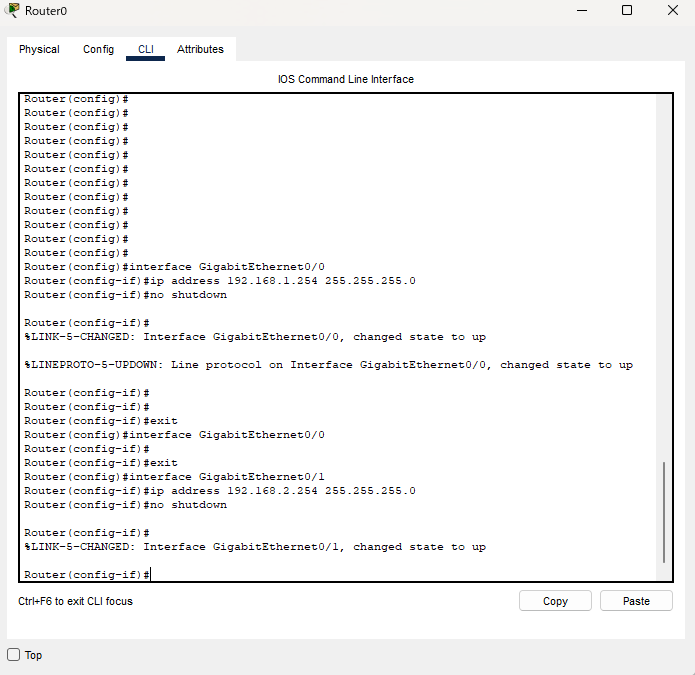 Router0
Physical Config CLI Attributes
IOS Command Line Interface
Router(config)#
Router(config)#
Router(config)#
Router(config)#
Router(config)#
Router(config)#
Router(config)#
Router(config)#
Router(config)#
Router(config)#
Router(config)#
Router(config)#
Router(config)#interface GigabitEthernet0/0
Router(config-if)#ip address 192.168.1.254 255.255.255.0
Router(config-if)#no shutdown
Router(config-if)#
%LINK-5-CHANGED: Interface GigabitEthernet0/0, changed state to up
%LINEPROTO-5-UPDOWN: Line protocol on Interface GigabitEthernet0/0, changed state to up
Router(config-if)#
Router(config-if)#
Router(config-if)#exit
Router(config)#interface GigabitEthernet0/0
Router(config-if)#
Router(config-if)#exit
Router(config)#interface GigabitEthernet0/1
Router(config-if)#ip address 192.168.2.254 255.255.255.0
Router(config-if)#no shutdown
Router(config-if)#
%LINK-5-CHANGED: Interface GigabitEthernet0/1, changed state to up
Router(config-if)#
Ctrl+F6 to exit CLI focus
Copy Paste
Top